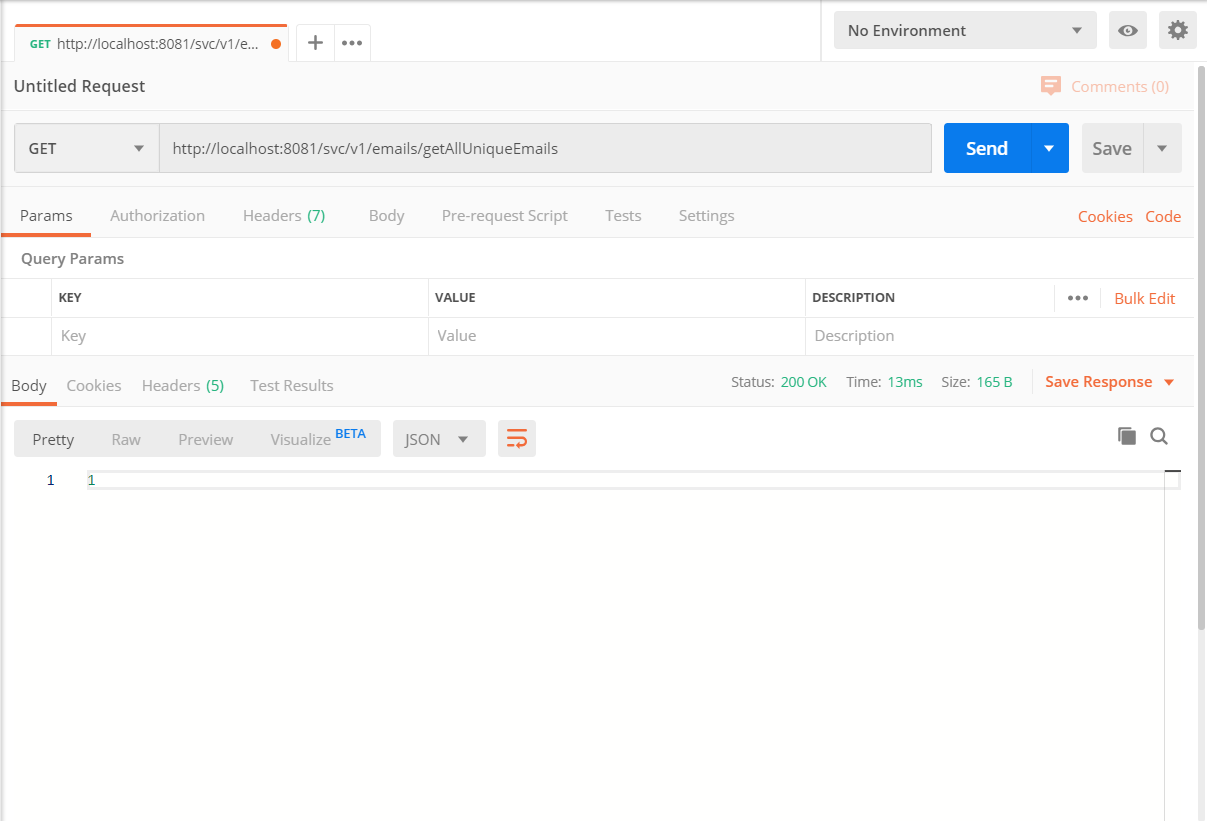 GET http://localhost:8081/svc/v1/e...
No Environment
Untitled Request
Comments (0)
GET http://localhost:8081/svc/v1/emails/getAllUniqueEmails Send Save
Params Authorization Headers (7) Body Pre-request Script Tests Settings Cookies Code
Query Params
KEY VALUE DESCRIPTION Bulk Edit
Key Value Description
Body Cookies Headers (5) Test Results Status: 200 OK Time: 13ms Size: 165 B Save Response
Pretty Raw Preview Visualize BETA JSON
1 1